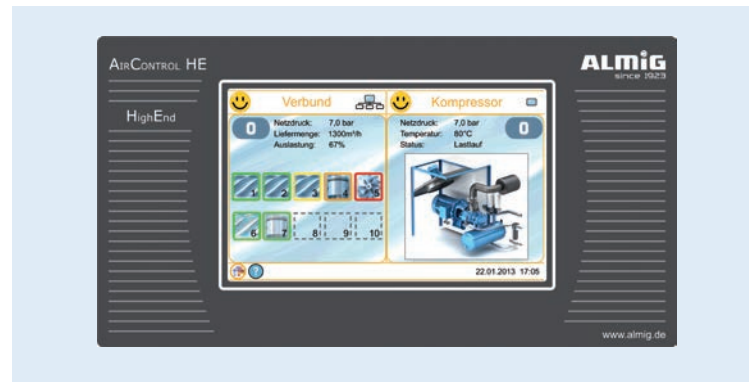 AirControl HE
HighEnd
ALMiG
since 1923
Verbund
0
Netzdruck: 7,0 bar
Liefermenge: 1300m³/h
Auslastung: 67%
1 2 3 4 5
6 7 8 9 10
Kompressor
Netzdruck: 7,0 bar
Temperatur: 80°C
Status: Lastlauf
0
?
22.01.2013 17:05
www.almig.de